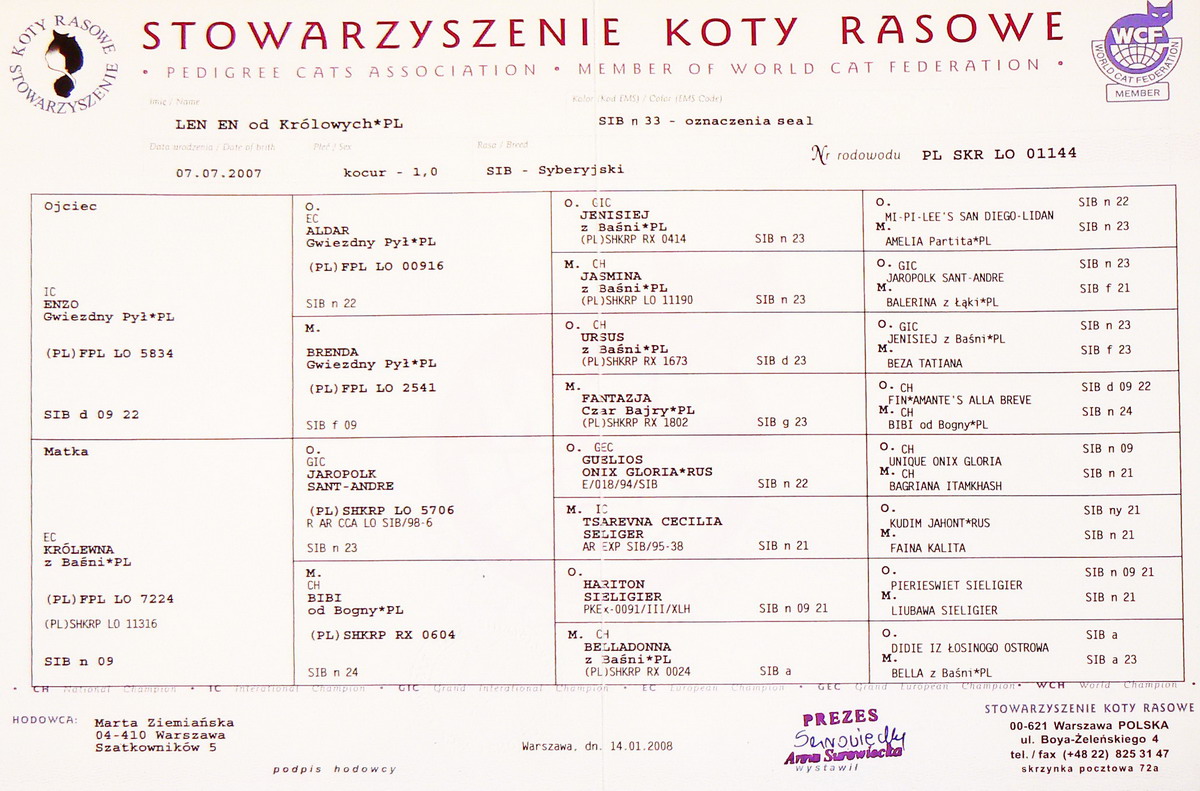 KOTY RASOWE
STOWARZYSZENIE
STOWARZYSZENIE KOTY RASOWE
• PEDIGREE CATS ASSOCIATION • MEMBER OF WORLD CAT FEDERATION •
WCF
WORLD CAT FEDERATION
MEMBER
Imię / Name
Kolor (Kod EMS) / Color (EMS-Code)
LEN EN od Królowych*PL
SIB n 33 - oznaczenia seal
Data urodzenia / Date of birth
Płeć / Sex
Rasa / Breed
Nr rodowodu PL SKR LO 01144
07.07.2007
kocur - 1,0
SIB - Syberyjski
Ojciec
IC
ENZO
Gwiezdny Pył*PL
(PL)FPL LO 5834
SIB d 09 22
Matka
EC
KRÓLEWNA
z Baśni*PL
(PL)FPL LO 7224
(PL)SHKRP LO 11316
SIB n 09
O.
EC
ALDAR
Gwiezdny Pył*PL
(PL)FPL LO 00916
SIB n 22
M.
BRENDA
Gwiezdny Pył*PL
(PL)FPL LO 2541
SIB f 09
O.
GIC
JAROPOLK
SANT-ANDRE
(PL)SHKRP LO 5706
R AR CCA LO SIB/98-6
SIB n 23
M.
CH
BIBI
od Bogny*PL
(PL)SHKRP RX 0604
SIB n 24
O. GIC
JENISIEJ
z Baśni*PL
(PL)SHKRP RX 0414 SIB n 23
M. CH
JASMINA
z Baśni*PL
(PL)SHKRP LO 11190 SIB n 23
O. CH
URSUS
z Baśni*PL
(PL)SHKRP RX 1673 SIB d 23
M.
FANTAZJA
Czar Bajry*PL
(PL)SHKRP RX 1802 SIB g 23
O. GEC
GUELIOS
ONIX GLORIA*RUS
E/018/94/SIB SIB n 22
M. IC
TSAREVNA CECILIA
SELIGER
AR EXP SIB/95-38 SIB n 21
O.
HARITON
SIELIGIER
PKEx-0091/III/XLH SIB n 09 21
M. CH
BELLADONNA
z Baśni*PL
(PL)SHKRP RX 0024 SIB a
O. SIB n 22
MI-PI-LEE'S SAN DIEGO-LIDAN
M. SIB n 23
AMELIA Partita*PL
O. GIC SIB n 23
JAROPOLK SANT-ANDRE
M. SIB f 21
BALERINA z Łąki*PL
O. GIC SIB n 23
JENISIEJ z Baśni*PL
M. SIB f 23
BEZA TATIANA
O. CH SIB d 09 22
FIN*AMANTE'S ALLA BREVE
M. CH SIB n 24
BIBI od Bogny*PL
O. CH SIB n 09
UNIQUE ONIX GLORIA
M. CH SIB n 21
BAGRIANA ITAMKHASH
O. SIB ny 21
KUDIM JAHONT*RUS
M. SIB n 21
FAINA KALITA
O. SIB n 09 21
PIERIESWIET SIELIGIER
M. SIB n 21
LIUBAWA SIELIGIER
O. SIB a
DIDIE IZ ŁOSINOGO OSTROWA
M. SIB a 23
BELLA z Baśni*PL
• CH National Champion • IC International Champion • GIC Grand International Champion • EC European Champion • GEC Grand European Champion • WCH World Champion •
HODOWCA: Marta Ziemiańska
04-410 Warszawa
Szatkowników 5
podpis hodowcy
Warszawa, dn. 14.01.2008
PREZES
Anna Surowiecka
wystawił
STOWARZYSZENIE KOTY RASOWE
00-621 Warszawa POLSKA
ul. Boya-Żeleńskiego 4
tel. / fax (+48 22) 825 31 47
skrzynka pocztowa 72a